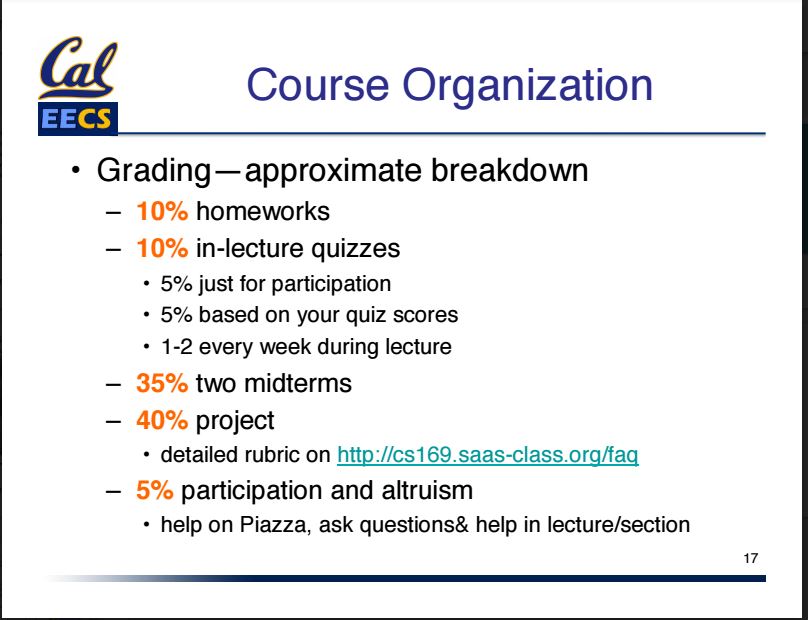 Cal
EECS
Course Organization
• Grading—approximate breakdown
– 10% homeworks
– 10% in-lecture quizzes
• 5% just for participation
• 5% based on your quiz scores
• 1-2 every week during lecture
– 35% two midterms
– 40% project
• detailed rubric on http://cs169.saas-class.org/faq
– 5% participation and altruism
• help on Piazza, ask questions& help in lecture/section
17